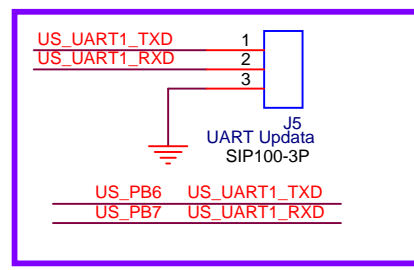 US_UART1_TXD 1
US_UART1_RXD 2
3
J5
UART Updata
SIP100-3P
US_PB6 US_UART1_TXD
US_PB7 US_UART1_RXD